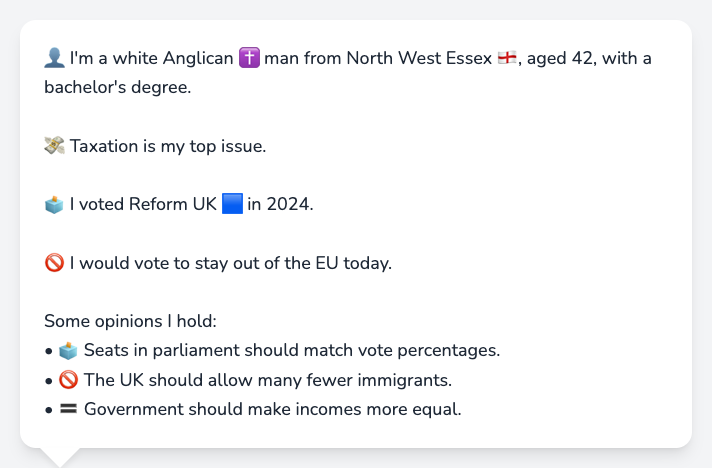 👤 I'm a white Anglican ✝️ man from North West Essex 🏴󠁧󠁢󠁥󠁮󠁧󠁿, aged 42, with a
bachelor's degree.
💸 Taxation is my top issue.
🗳️ I voted Reform UK 🟦 in 2024.
🚫 I would vote to stay out of the EU today.
Some opinions I hold:
• 🗳️ Seats in parliament should match vote percentages.
• 🚫 The UK should allow many fewer immigrants.
• 🟰 Government should make incomes more equal.